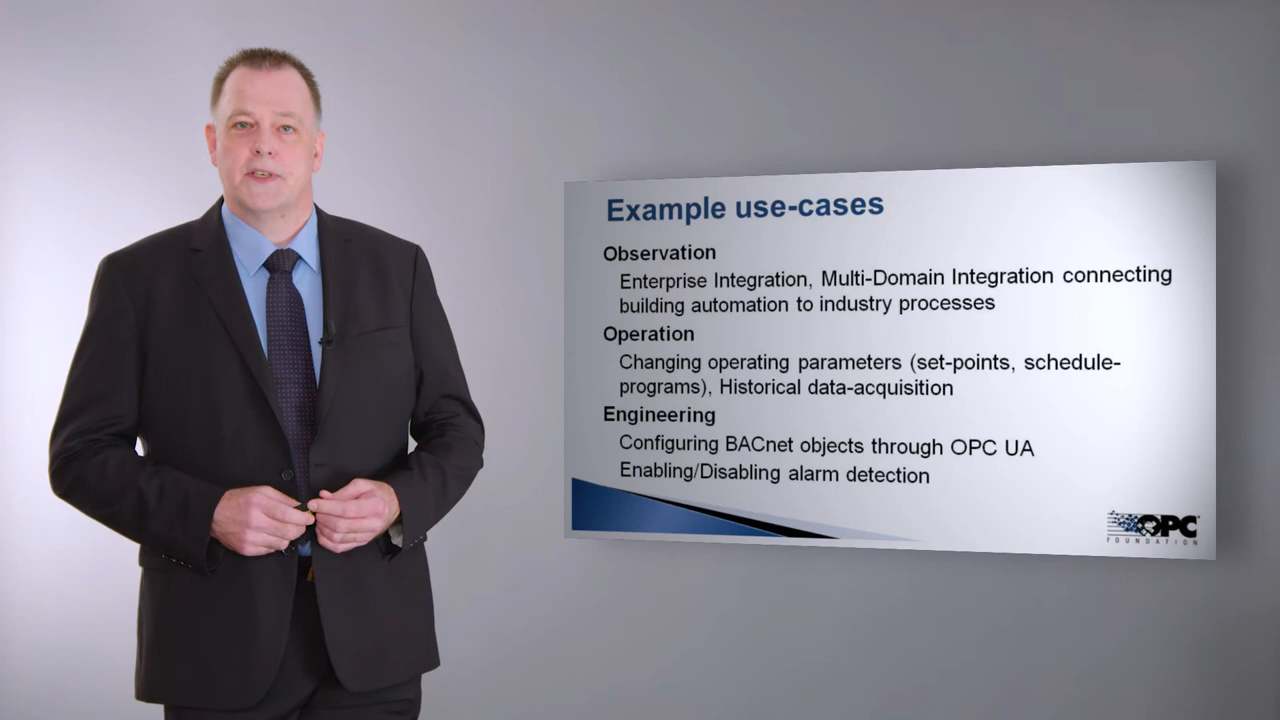 Example use-cases
Observation
Enterprise Integration, Multi-Domain Integration connecting
building automation to industry processes
Operation
Changing operating parameters (set-points, schedule-
programs), Historical data-acquisition
Engineering
Configuring BACnet objects through OPC UA
Enabling/Disabling alarm detection
OPC
FOUNDATION